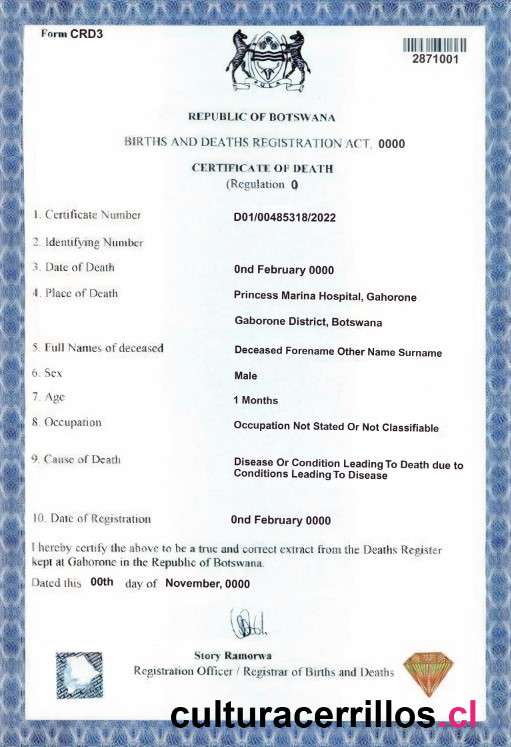 Form CRD3
2871001
PULA
REPUBLIC OF BOTSWANA
BIRTHS AND DEATHS REGISTRATION ACT, 0000
CERTIFICATE OF DEATH
(Regulation 0
1. Certificate Number D01/00485318/2022
2. Identifying Number
3. Date of Death 0nd February 0000
4. Place of Death Princess Marina Hospital, Gahorone
Gaborone District, Botswana
5. Full Names of deceased Deceased Forename Other Name Surname
6. Sex Male
7. Age 1 Months
8. Occupation Occupation Not Stated Or Not Classifiable
9. Cause of Death Disease Or Condition Leading To Death due to
Conditions Leading To Disease
10. Date of Registration 0nd February 0000
I hereby certify the above to be a true and correct extract from the Deaths Register
kept at Gaborone in the Republic of Botswana.
Dated this 00th day of November, 0000
Story Ramorwa
Registration Officer / Registrar of Births and Deaths
culturacerrillos.cl